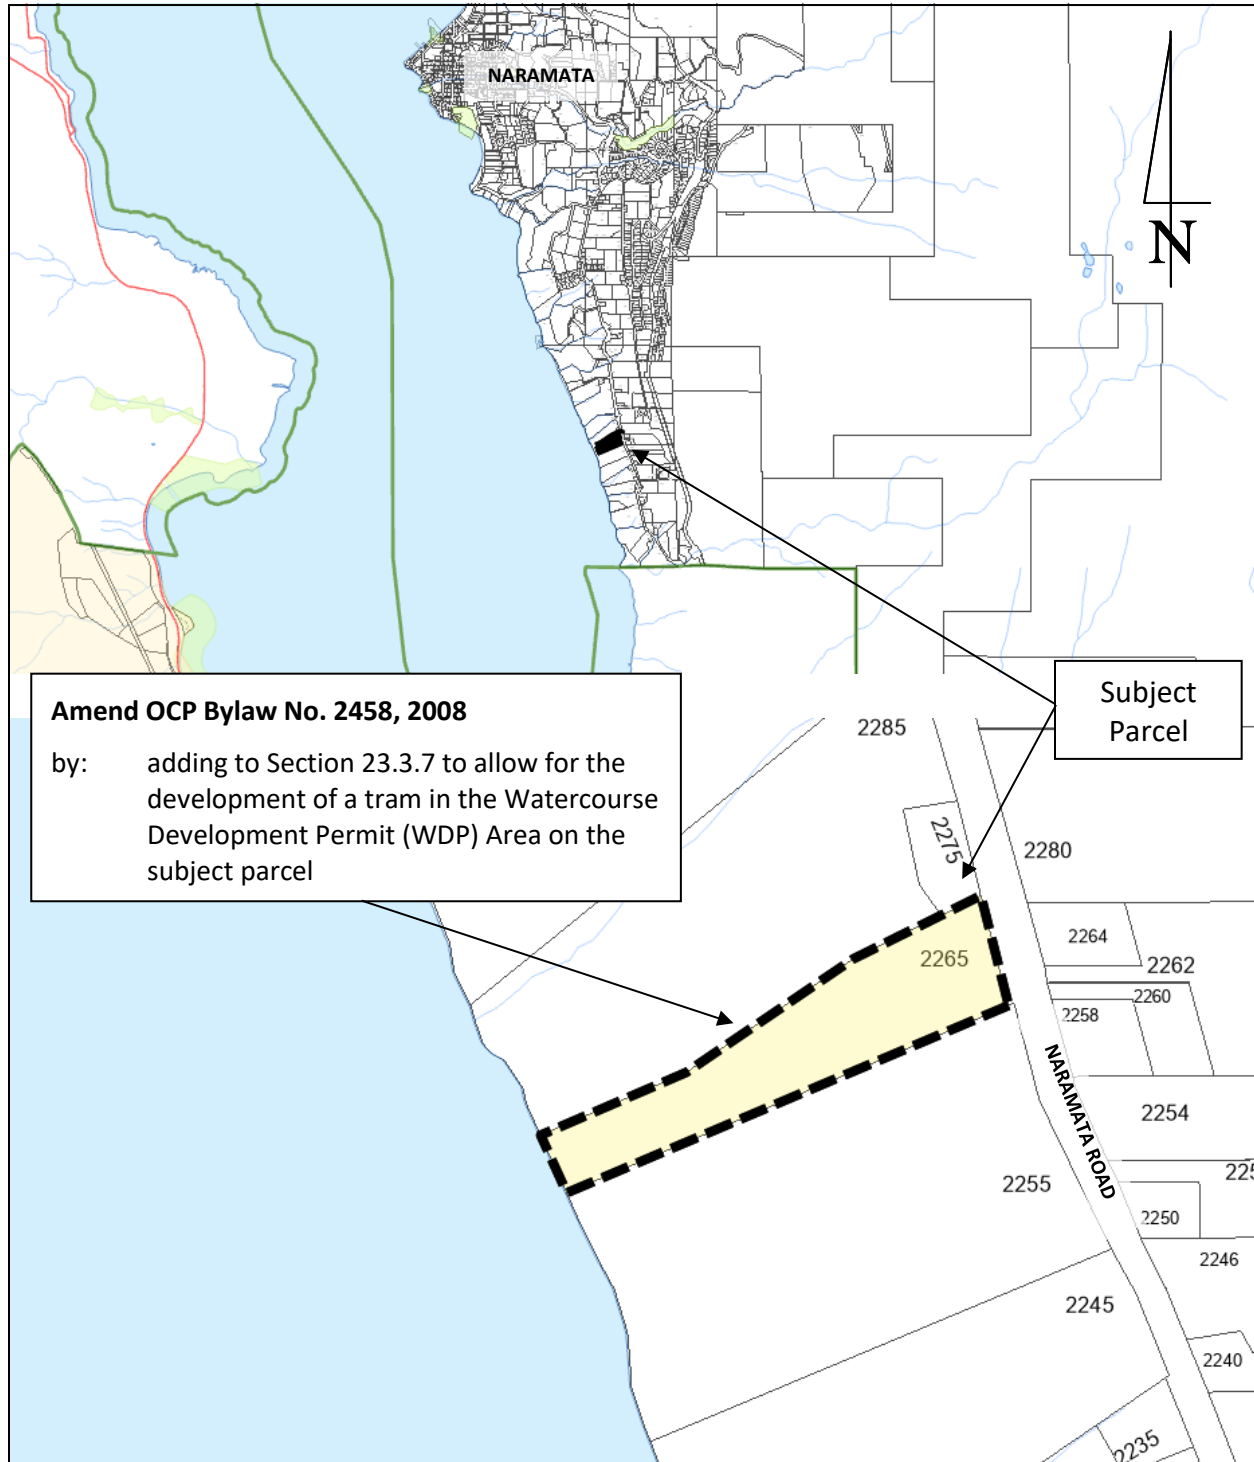 NARAMATA
N
Subject
Parcel
Amend OCP Bylaw No. 2458, 2008
by: adding to Section 23.3.7 to allow for the
development of a tram in the Watercourse
Development Permit (WDP) Area on the
subject parcel
2285
2275
2280
2265
2264
2262
2260
2258
NARAMATA ROAD
2254
2255
2250
2246
2245
2240
2235